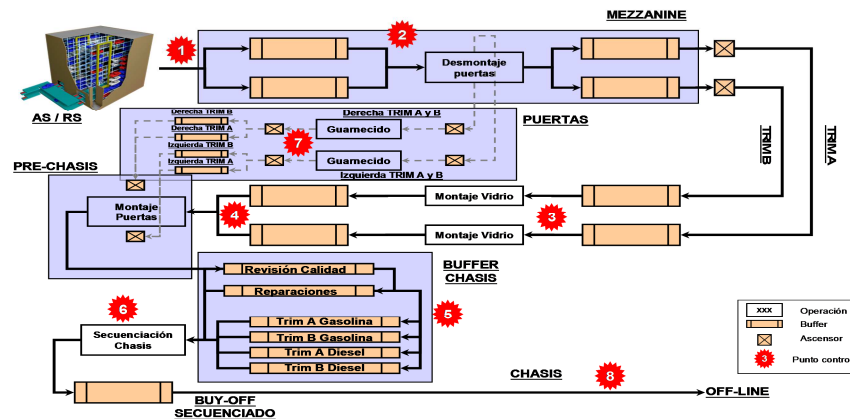 MEZZANINE
1
2
Desmontaje
puertas
AS / RS
PUERTAS
Derecha TRIM B
Derecha TRIM A
Izquierda TRIM B
Izquierda TRIM A
Derecha TRIM A y B
Guarnecido
7
Guarnecido
Izquierda TRIM A y B
TRIM B
TRIM A
PRE-CHASIS
Montaje
Puertas
4
Montaje Vidrio
3
Montaje Vidrio
BUFFER
CHASIS
Revisión Calidad
Reparaciones
5
Trim A Gasolina
Trim B Gasolina
Trim A Diesel
Trim B Diesel
6
Secuenciación
Chasis
BUY-OFF
SECUENCIADO
CHASIS
8
OFF-LINE
xxx Operación
Buffer
Ascensor
3 Punto control